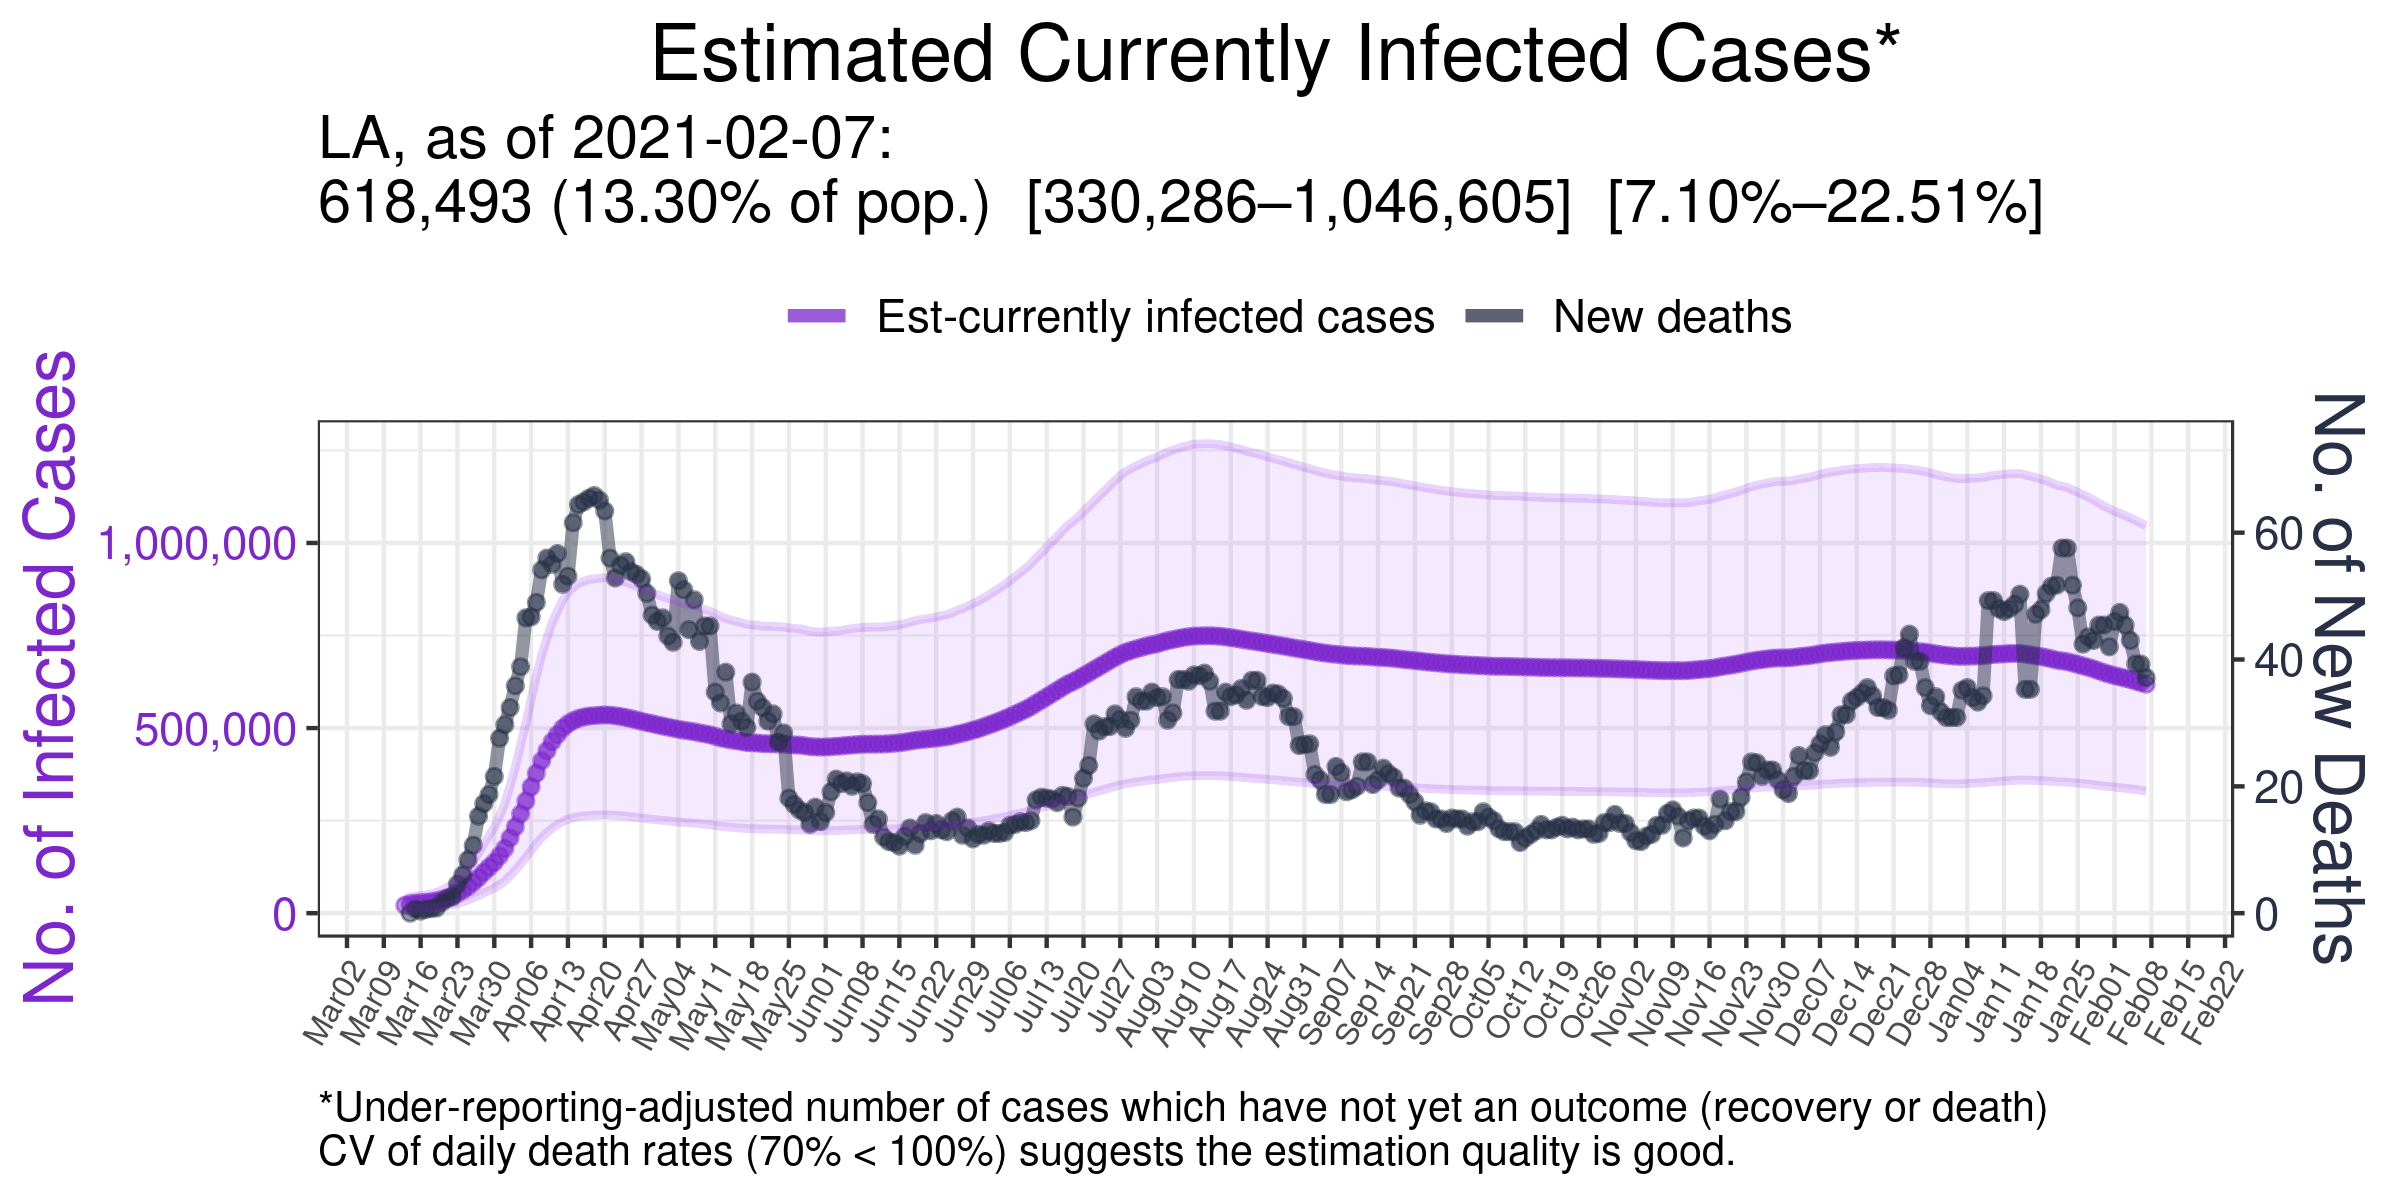 Estimated Currently Infected Cases*
LA, as of 2021-02-07:
618,493 (13.30% of pop.)  [330,286–1,046,605]  [7.10%–22.51%]
Est-currently infected cases
New deaths
No. of Infected Cases
1,000,000
500,000
0
60
40
20
0
No. of New Deaths
Mar02
Mar09
Mar16
Mar23
Mar30
Apr06
Apr13
Apr20
Apr27
May04
May11
May18
May25
Jun01
Jun08
Jun15
Jun22
Jun29
Jul06
Jul13
Jul20
Jul27
Aug03
Aug10
Aug17
Aug24
Aug31
Sep07
Sep14
Sep21
Sep28
Oct05
Oct12
Oct19
Oct26
Nov02
Nov09
Nov16
Nov23
Nov30
Dec07
Dec14
Dec21
Dec28
Jan04
Jan11
Jan18
Jan25
Feb01
Feb08
Feb15
Feb22
*Under-reporting-adjusted number of cases which have not yet an outcome (recovery or death)
CV of daily death rates (70% < 100%) suggests the estimation quality is good.